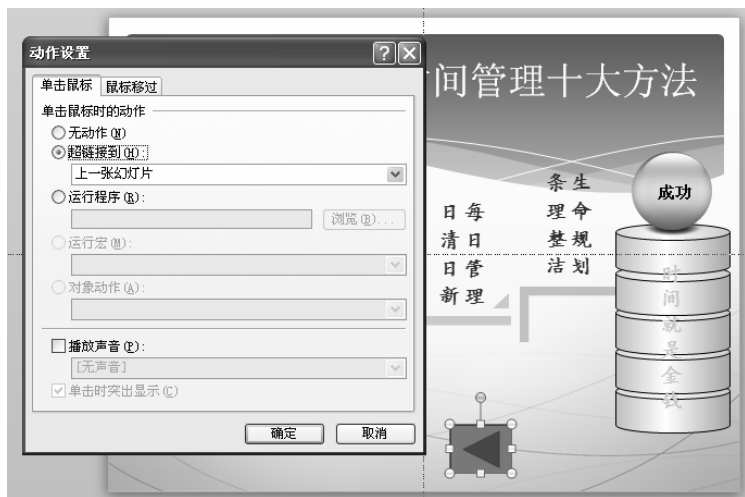 动作设置
单击鼠标 鼠标移过
单击鼠标时的动作
无动作(N)
超链接到(H):
上一张幻灯片
运行程序(R):
浏览(B)...
运行宏(M):
对象动作(A):
播放声音(P):
[无声音]
单击时突出显示(C)
确定 取消
间管理十大方法
成功
生命规划
条理整洁
每日管理
日清日新
时间就是金钱